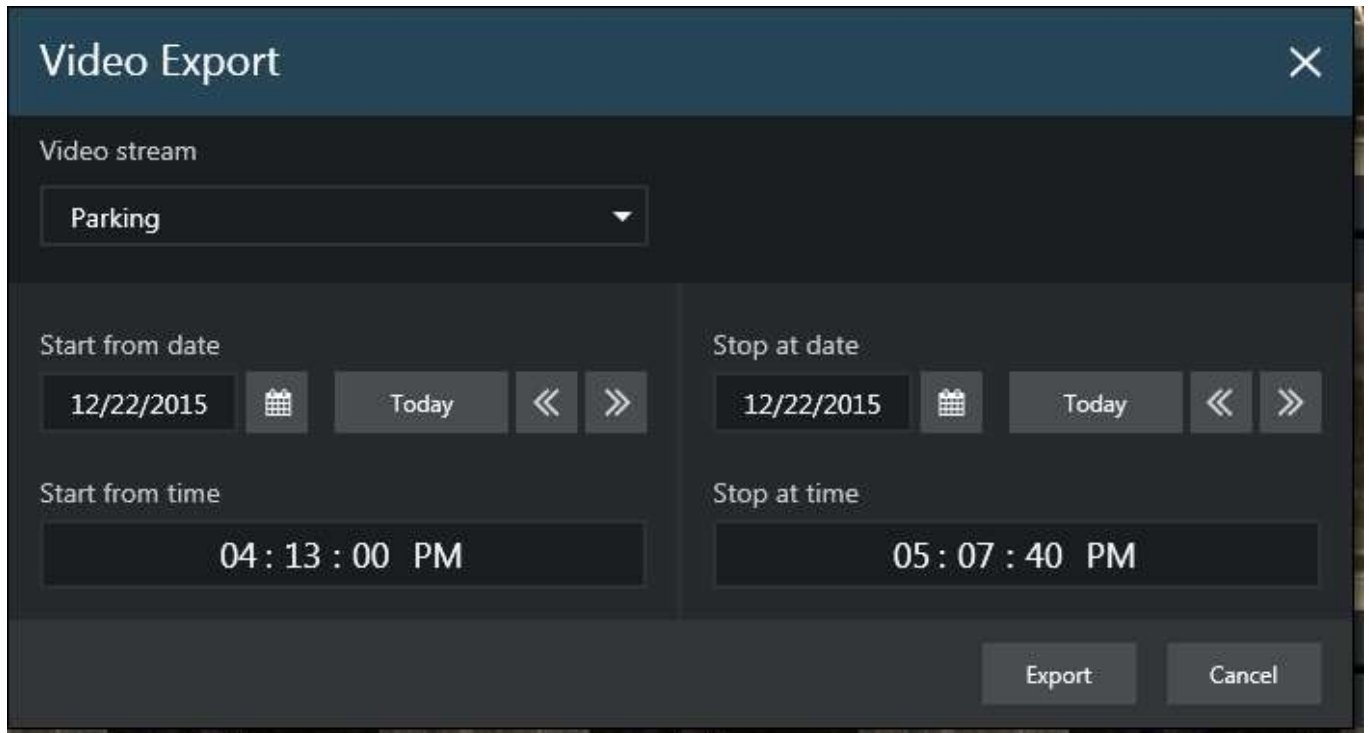 Video Export
Video stream
Parking
Start from date
12/22/2015 Today
Start from time
04 : 13 : 00 PM
Stop at date
12/22/2015 Today
Stop at time
05 : 07 : 40 PM
Export Cancel